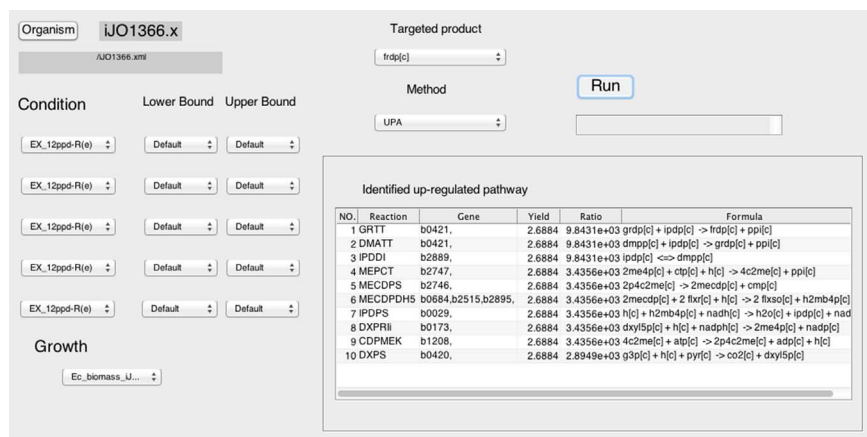 Organism iJO1366.x
/iJO1366.xml
Targeted product
frdp[c]
Method
UPA
Run
Condition Lower Bound Upper Bound
EX_12ppd-R(e) Default Default
EX_12ppd-R(e) Default Default
EX_12ppd-R(e) Default Default
EX_12ppd-R(e) Default Default
EX_12ppd-R(e) Default Default
Growth
Ec_biomass_iJ...
Identified up-regulated pathway
NO. Reaction Gene Yield Ratio Formula
1 GRTT b0421, 2.6884 9.8431e+03 grdp[c] + ipdp[c] -> frdp[c] + ppi[c]
2 DMATT b0421, 2.6884 9.8431e+03 dmpp[c] + ipdp[c] -> grdp[c] + ppi[c]
3 IPDDI b2889, 2.6884 9.8431e+03 ipdp[c] <=> dmpp[c]
4 MEPCT b2747, 2.6884 3.4356e+03 2me4p[c] + ctp[c] + h[c] -> 4c2me[c] + ppi[c]
5 MECDPS b2746, 2.6884 3.4356e+03 2p4c2me[c] -> 2mecdp[c] + cmp[c]
6 MECDPDH5 b0684,b2515,b2895, 2.6884 3.4356e+03 2mecdp[c] + 2 flxr[c] + h[c] -> 2 flxso[c] + h2mb4p[c]
7 IPDPS b0029, 2.6884 3.4356e+03 h[c] + h2mb4p[c] + nadh[c] -> h2o[c] + ipdp[c] + nad
8 DXPRIi b0173, 2.6884 3.4356e+03 dxyl5p[c] + h[c] + nadph[c] -> 2me4p[c] + nadp[c]
9 CDPMEK b1208, 2.6884 3.4356e+03 4c2me[c] + atp[c] -> 2p4c2me[c] + adp[c] + h[c]
10 DXPS b0420, 2.6884 2.8949e+03 g3p[c] + h[c] + pyr[c] -> co2[c] + dxyl5p[c]